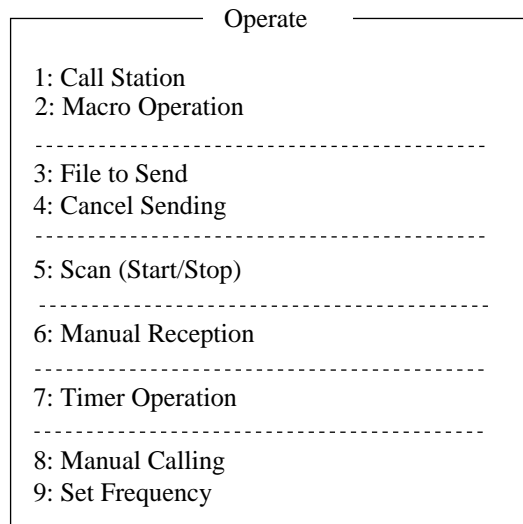 Operate
1: Call Station
2: Macro Operation
3: File to Send
4: Cancel Sending
5: Scan (Start/Stop)
6: Manual Reception
7: Timer Operation
8: Manual Calling
9: Set Frequency